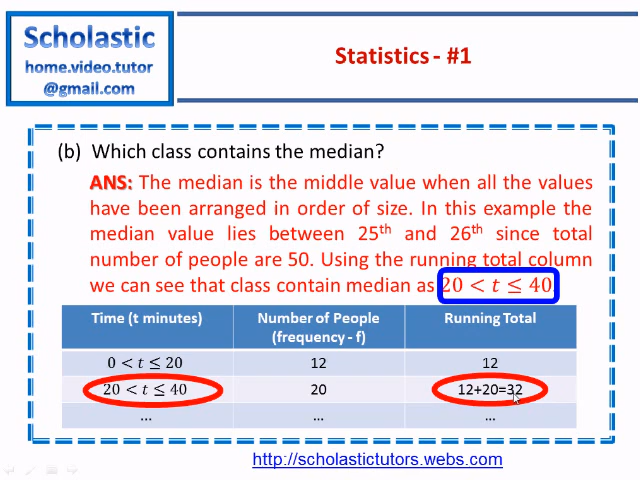 Scholastic
home.video.tutor
@gmail.com
Statistics - #1
(b) Which class contains the median?
ANS: The median is the middle value when all the values
have been arranged in order of size. In this example the
median value lies between 25th and 26th since total
number of people are 50. Using the running total column
we can see that class contain median as 20 < t ≤ 40.
Time (t minutes) Number of People (frequency - f) Running Total
0 < t ≤ 20 12 12
20 < t ≤ 40 20 12+20=32
... ... ...
http://scholastictutors.webs.com